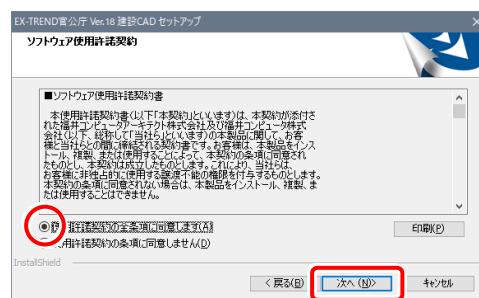 EX-TREND官公庁 Ver.18 建設CAD セットアップ
ソフトウェア使用許諾契約
■ソフトウェア使用許諾契約書
本使用許諾契約書(以下「本契約」といいます)は、本契約が添付さ
れた福井コンピュータアーキテクト株式会社及び福井コンピュータ株式
会社(以下、総称して「当社ら」といいます)の本製品に関して、お客
様と当社らとの間に締結される契約書です。お客様は、本製品をインス
トール、複製、または使用することによって、本契約の条項に同意され
たものとし、本契約は成立したものとします。これにより、当社らは、
お客様に非独占的に使用する譲渡不能の権限を付与するものとします。
本契約の条項に同意されない場合は、本製品をインストール、複製、ま
たは使用することはできません。
許諾契約の全条項に同意します(A)
用許諾契約の条項に同意しません(D)
印刷(P)
InstallShield
< 戻る(B)
次へ (N)>
キャンセル